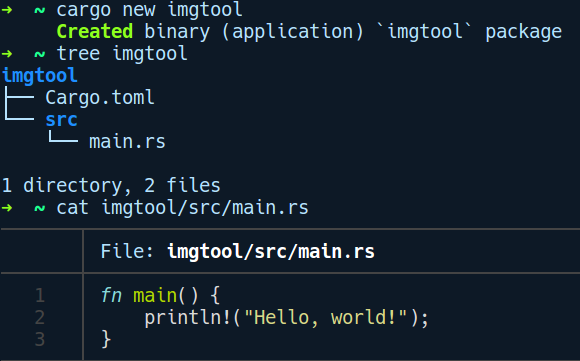 ➜  ~ cargo new imgtool
     Created binary (application) `imgtool` package
➜  ~ tree imgtool
imgtool
├── Cargo.toml
└── src
    └── main.rs

1 directory, 2 files
➜  ~ cat imgtool/src/main.rs
File: imgtool/src/main.rs
1 fn main() {
2     println!("Hello, world!");
3 }